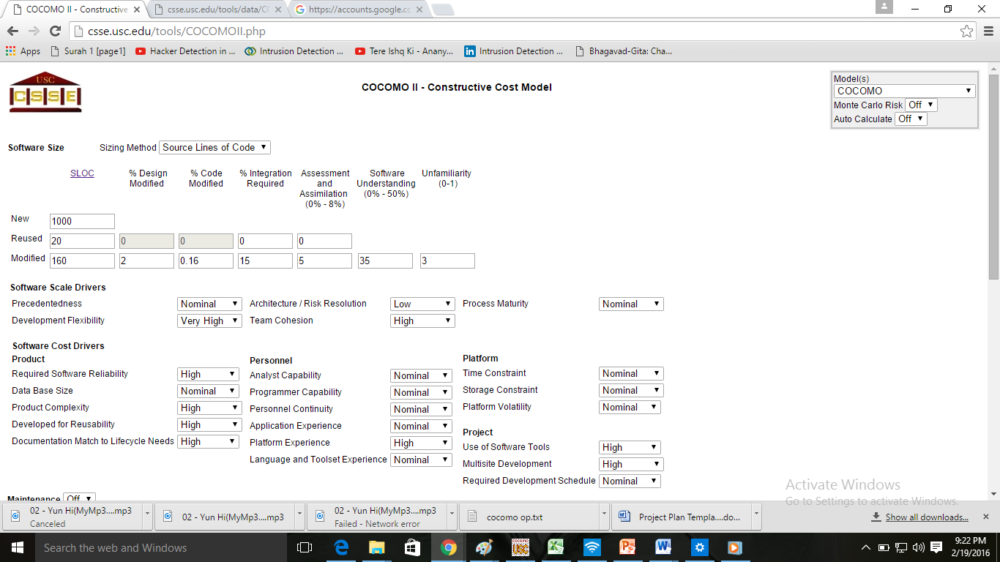 COCOMO II - Constructive
csse.usc.edu/tools/data/CO
https://accounts.google.co
csse.usc.edu/tools/COCOMOII.php
Apps Surah 1 [page1] Hacker Detection in ... Intrusion Detection ... Tere Ishq Ki - Anany... Intrusion Detection ... Bhagavad-Gita: Cha...
USC
CSSE
COCOMO II - Constructive Cost Model
Model(s)
COCOMO
Monte Carlo Risk Off
Auto Calculate Off
Software Size Sizing Method Source Lines of Code
SLOC % Design Modified % Code Modified % Integration Required Assessment and Assimilation (0% - 8%) Software Understanding (0% - 50%) Unfamiliarity (0-1)
New 1000
Reused 20 0 0 0 0
Modified 160 2 0.16 15 5 35 3
Software Scale Drivers
Precedentedness Nominal Architecture / Risk Resolution Low Process Maturity Nominal
Development Flexibility Very High Team Cohesion High
Software Cost Drivers
Product
Required Software Reliability High
Data Base Size Nominal
Product Complexity High
Developed for Reusability High
Documentation Match to Lifecycle Needs High
Personnel
Analyst Capability Nominal
Programmer Capability Nominal
Personnel Continuity Nominal
Application Experience Nominal
Platform Experience High
Language and Toolset Experience Nominal
Platform
Time Constraint Nominal
Storage Constraint Nominal
Platform Volatility Nominal
Project
Use of Software Tools High
Multisite Development High
Required Development Schedule Nominal
Maintenance Off
Activate Windows
Go to Settings to activate Windows.
02 - Yun Hi(MyMp3....mp3
Canceled
02 - Yun Hi(MyMp3....mp3
02 - Yun Hi(MyMp3....mp3
Failed - Network error
cocomo op.txt
Project Plan Templa....do...
Show all downloads...
Search the web and Windows
COCOMO
USC
9:22 PM
2/19/2016